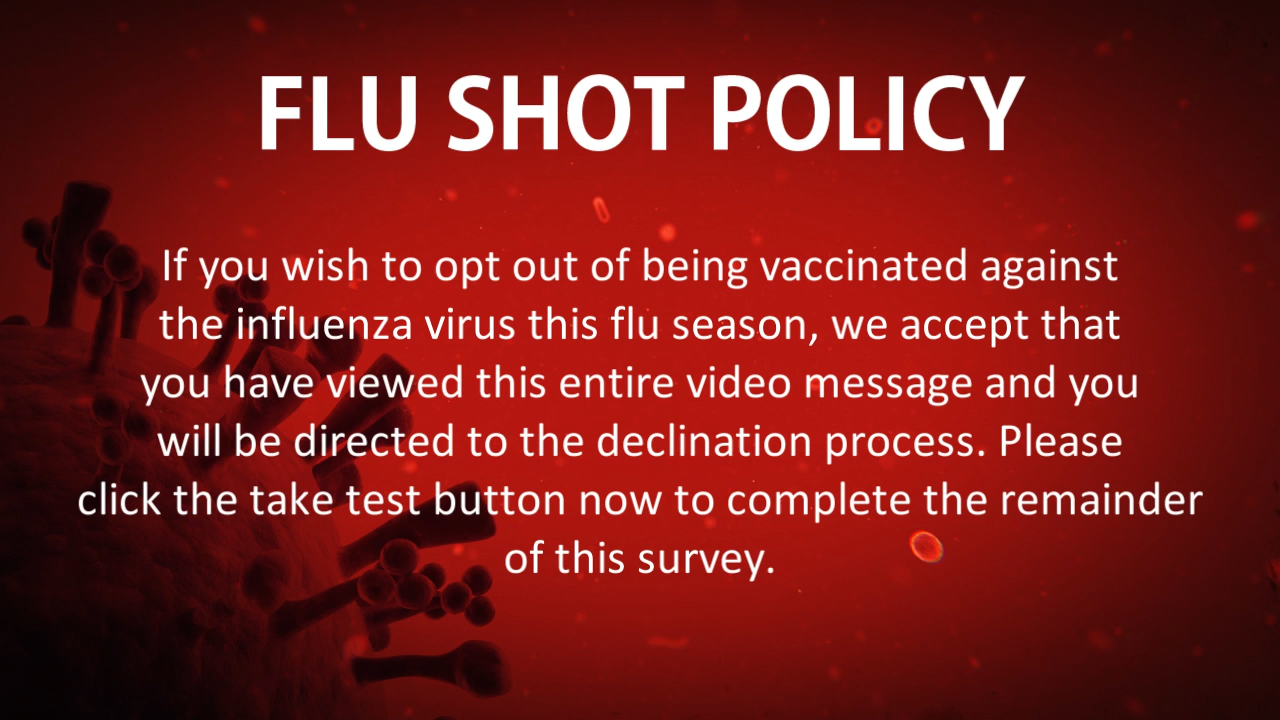 FLU SHOT POLICY
If you wish to opt out of being vaccinated against
the influenza virus this flu season, we accept that
you have viewed this entire video message and you
will be directed to the declination process. Please
click the take test button now to complete the remainder
of this survey.